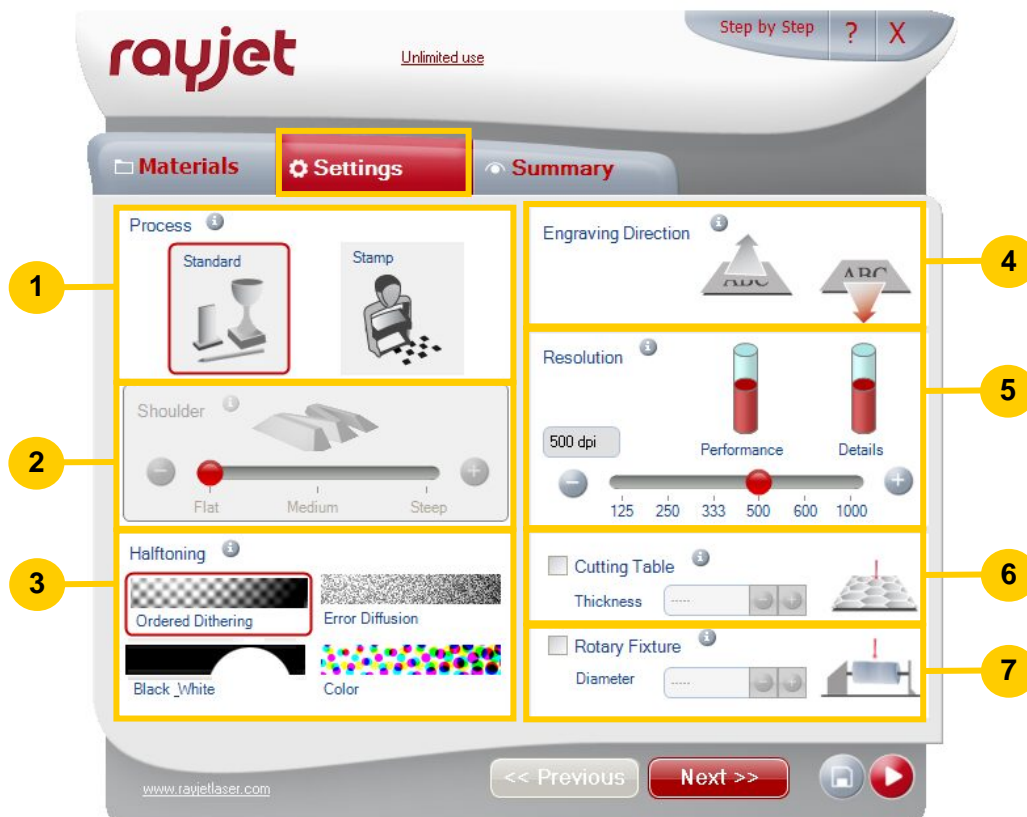 rayjet
Unlimited use
Step by Step
?
X
Materials
Settings
Summary
1
Process
Standard
Stamp
2
Shoulder
Flat Medium Steep
3
Halftoning
Ordered Dithering
Error Diffusion
Black_White
Color
4
Engraving Direction
ABC
ABC
5
Resolution
500 dpi
Performance
Details
125 250 333 500 600 1000
6
Cutting Table
Thickness -----
7
Rotary Fixture
Diameter -----
www.rayjetlaser.com
<< Previous
Next >>